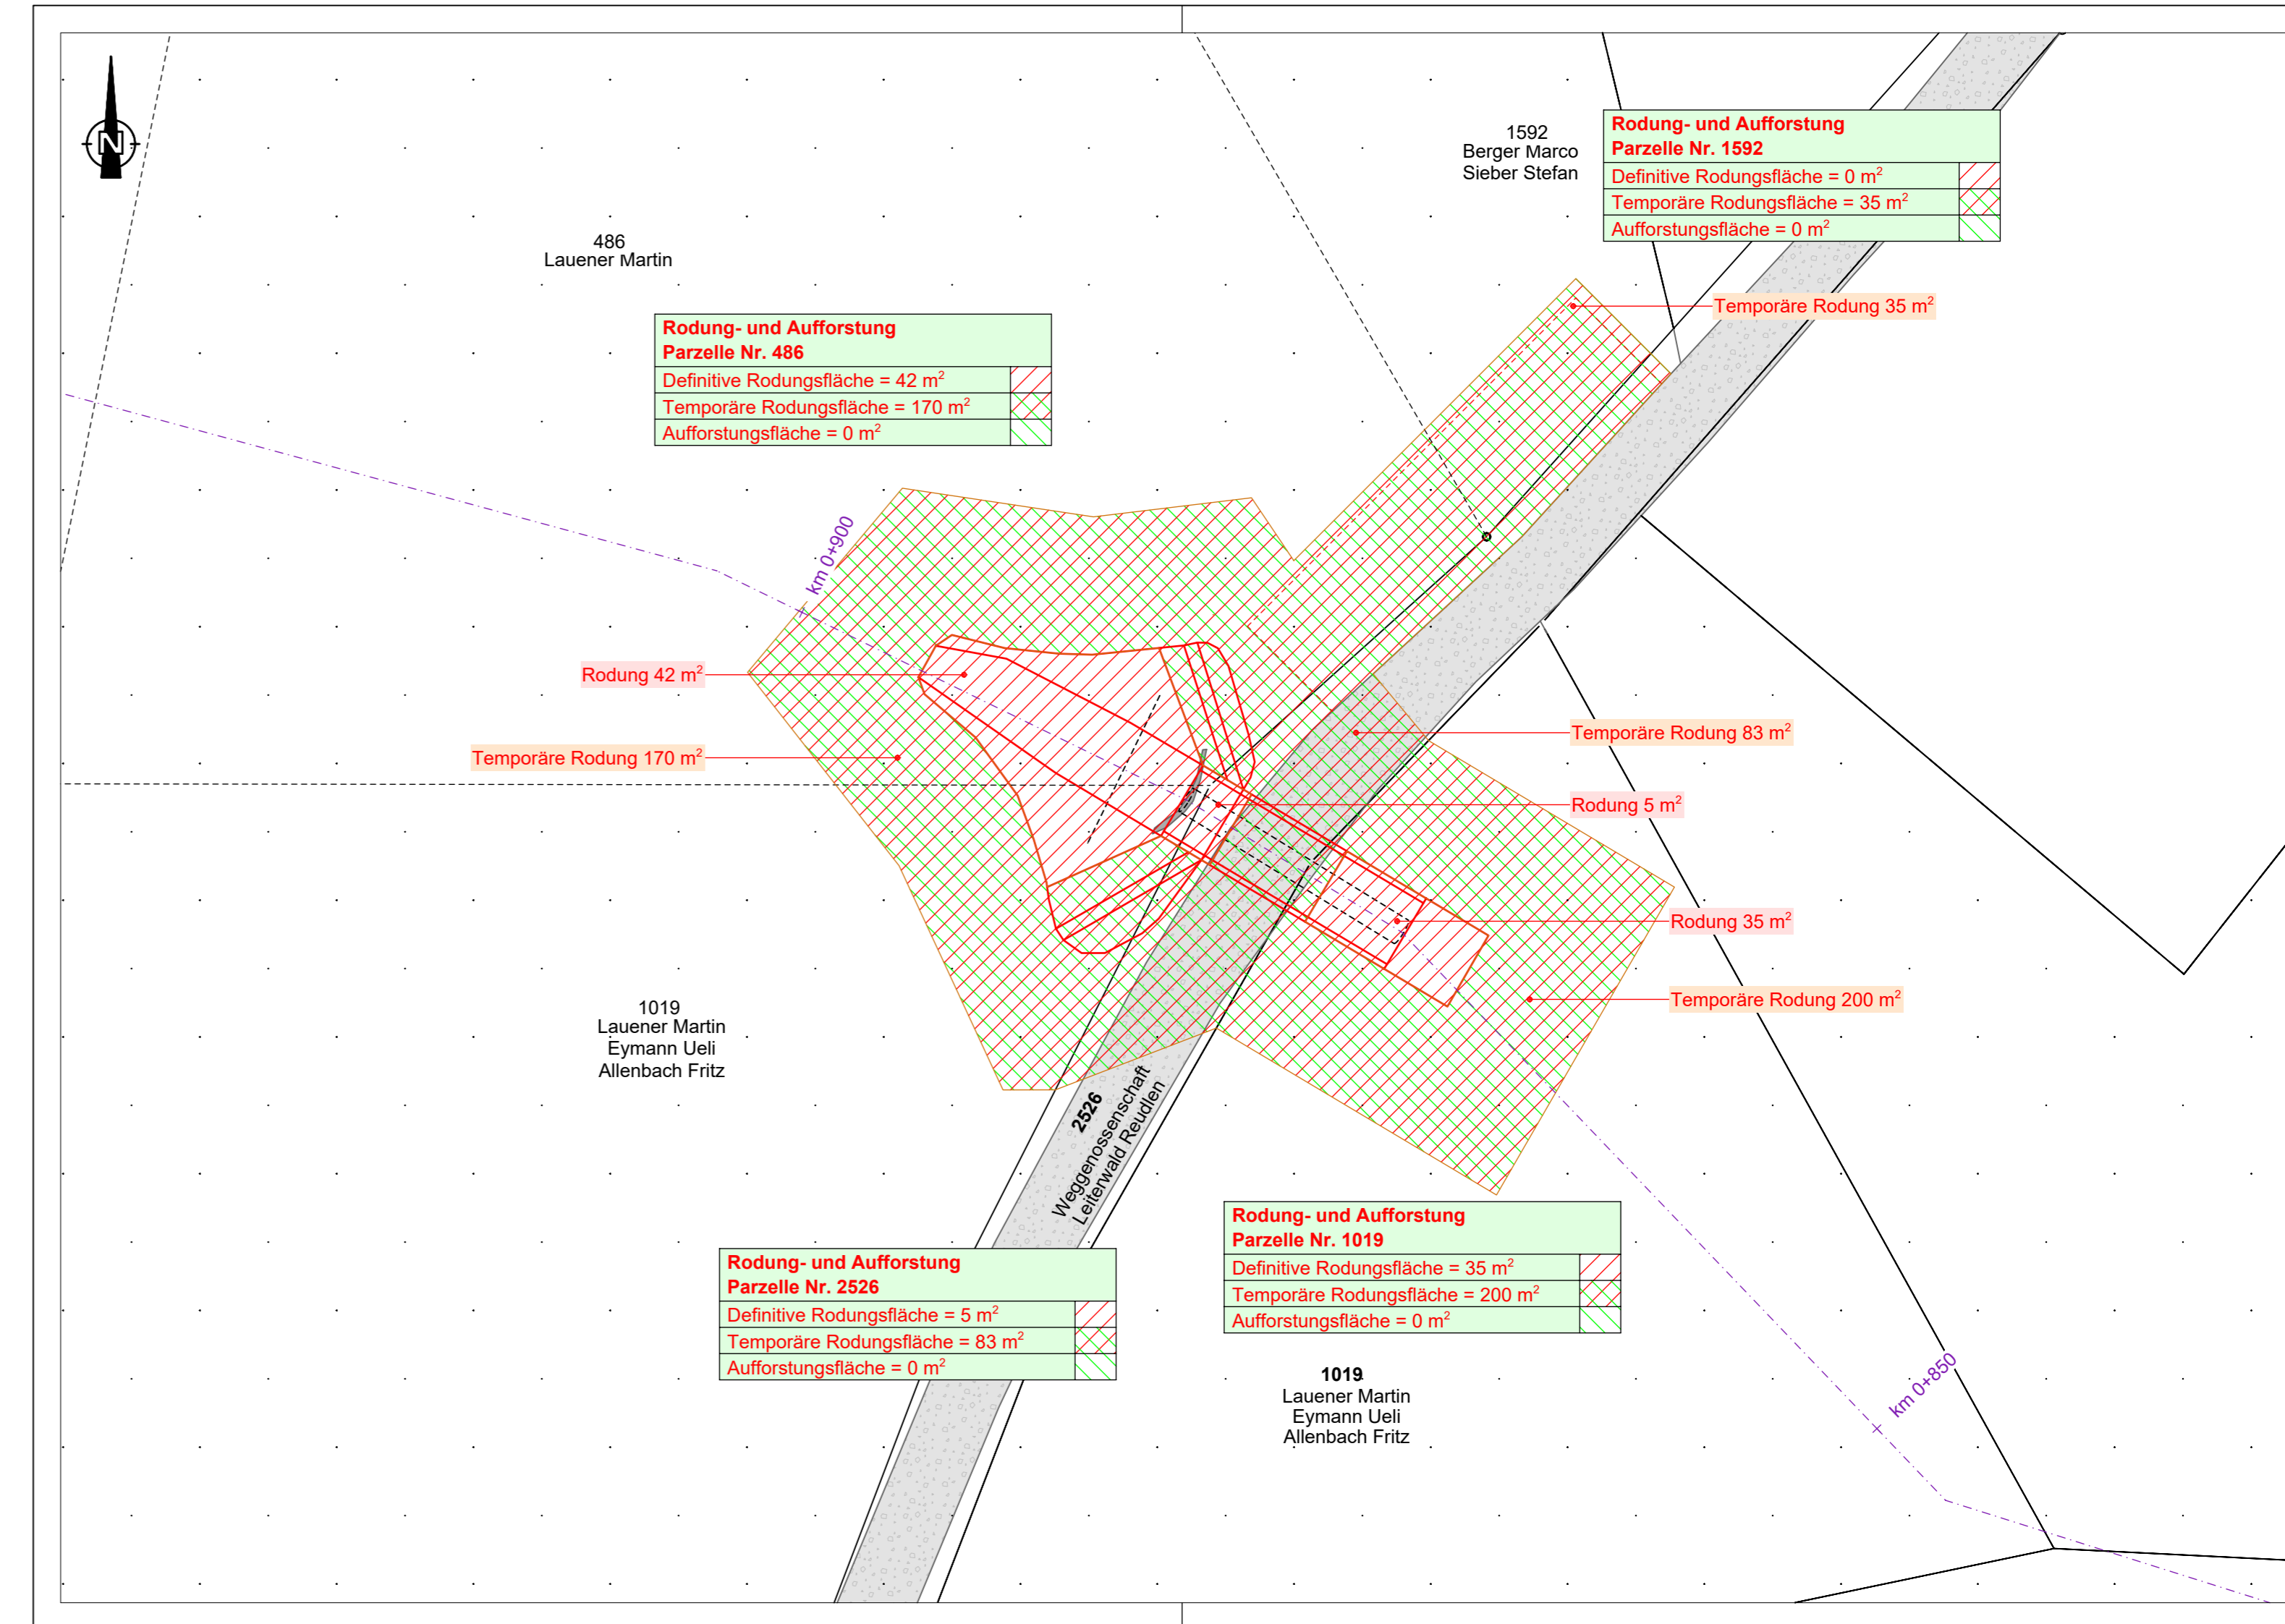 N
1592
Berger Marco
Sieber Stefan
Rodung- und Aufforstung
Parzelle Nr. 1592
Definitive Rodungsfläche = 0 m²
Temporäre Rodungsfläche = 35 m²
Aufforstungsfläche = 0 m²
486
Lauener Martin
Temporäre Rodung 35 m²
Rodung- und Aufforstung
Parzelle Nr. 486
Definitive Rodungsfläche = 42 m²
Temporäre Rodungsfläche = 170 m²
Aufforstungsfläche = 0 m²
km 0+900
Rodung 42 m²
Temporäre Rodung 170 m²
Temporäre Rodung 83 m²
Rodung 5 m²
Rodung 35 m²
Temporäre Rodung 200 m²
1019
Lauener Martin
Eymann Ueli
Allenbach Fritz
2526
Weggenossenschaft
Leiterwald Reudlen
Rodung- und Aufforstung
Parzelle Nr. 1019
Definitive Rodungsfläche = 35 m²
Temporäre Rodungsfläche = 200 m²
Aufforstungsfläche = 0 m²
Rodung- und Aufforstung
Parzelle Nr. 2526
Definitive Rodungsfläche = 5 m²
Temporäre Rodungsfläche = 83 m²
Aufforstungsfläche = 0 m²
1019
Lauener Martin
Eymann Ueli
Allenbach Fritz
km 0+850